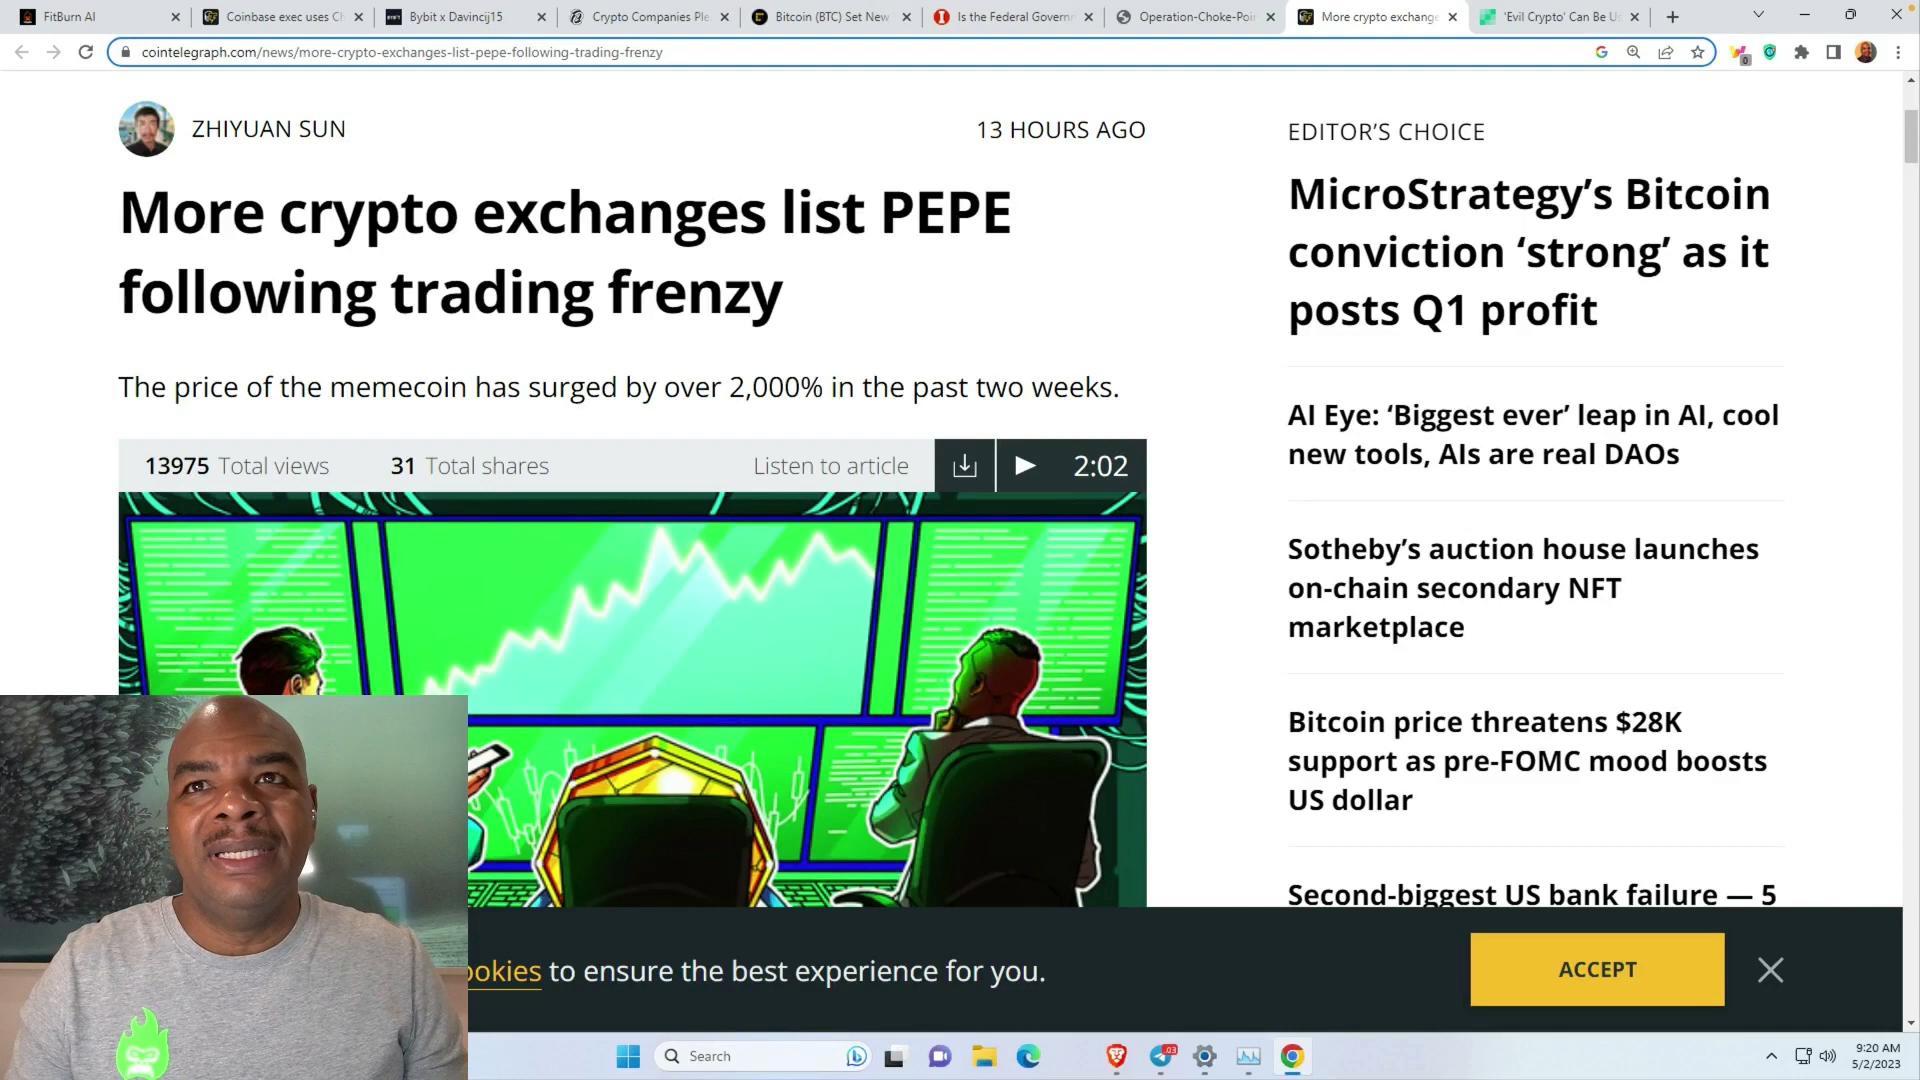 FitBurn AI
Coinbase exec uses Ch
Bybit x Davincij15
Crypto Companies Ple
Bitcoin (BTC) Set New
Is the Federal Governm
Operation-Choke-Poi
More crypto exchange
'Evil Crypto' Can Be U
cointelegraph.com/news/more-crypto-exchanges-list-pepe-following-trading-frenzy
0
ZHIYUAN SUN
13 HOURS AGO
More crypto exchanges list PEPE
following trading frenzy
The price of the memecoin has surged by over 2,000% in the past two weeks.
13975 Total views
31 Total shares
Listen to article
2:02
EDITOR’S CHOICE
MicroStrategy’s Bitcoin
conviction ‘strong’ as it
posts Q1 profit
AI Eye: ‘Biggest ever’ leap in AI, cool
new tools, AIs are real DAOs
Sotheby’s auction house launches
on-chain secondary NFT
marketplace
Bitcoin price threatens $28K
support as pre-FOMC mood boosts
US dollar
Second-biggest US bank failure — 5
ookies to ensure the best experience for you.
ACCEPT
Search
.03
9:20 AM
5/2/2023